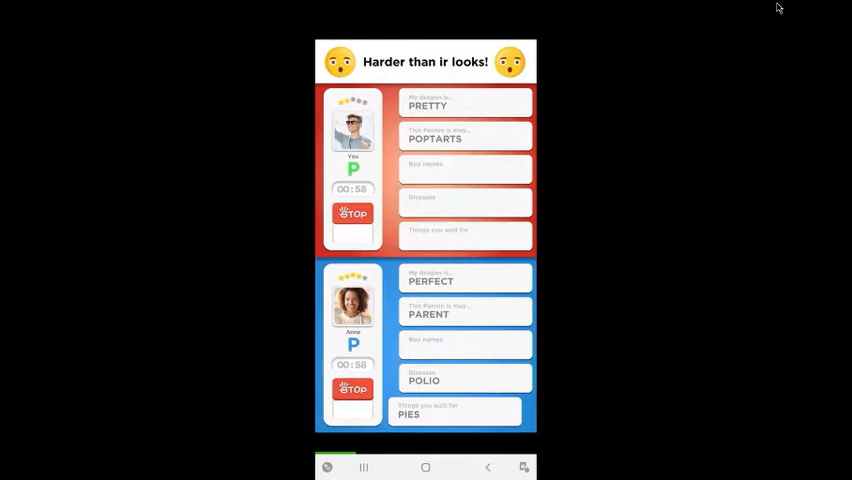 Harder than ir looks!
You
P
00:58
STOP
My dragon is...
PRETTY
This Person is may...
POPTARTS
Boy names
Diseases
Things you wait for
Anna
P
00:58
STOP
My dragon is...
PERFECT
This Person is may...
PARENT
Boy names
Diseases
POLIO
Things you wait for
PIES